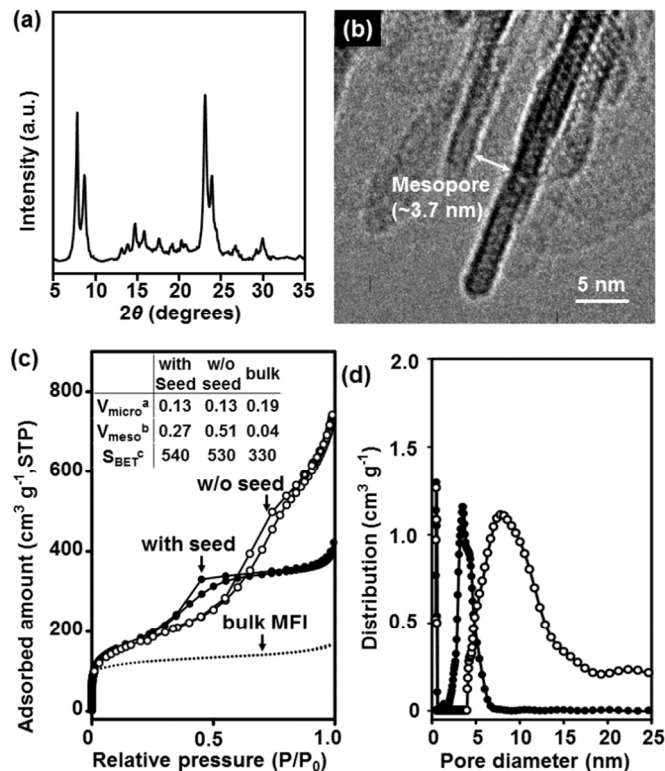 (a)
Intensity (a.u.)
5 10 15 20 25 30 35
2θ (degrees)
(b)
Mesopore
(~3.7 nm)
5 nm
(c)
Adsorbed amount (cm³ g⁻¹,STP)
800
600
400
200
0
with Seed w/o seed bulk
V_micro^a 0.13 0.13 0.19
V_meso^b 0.27 0.51 0.04
S_BET^c 540 530 330
w/o seed
with seed
bulk MFI
0 0.5 1.0
Relative pressure (P/P₀)
(d)
Distribution (cm³ g⁻¹)
2.0
1.5
1.0
0.5
0
0 5 10 15 20 25
Pore diameter (nm)